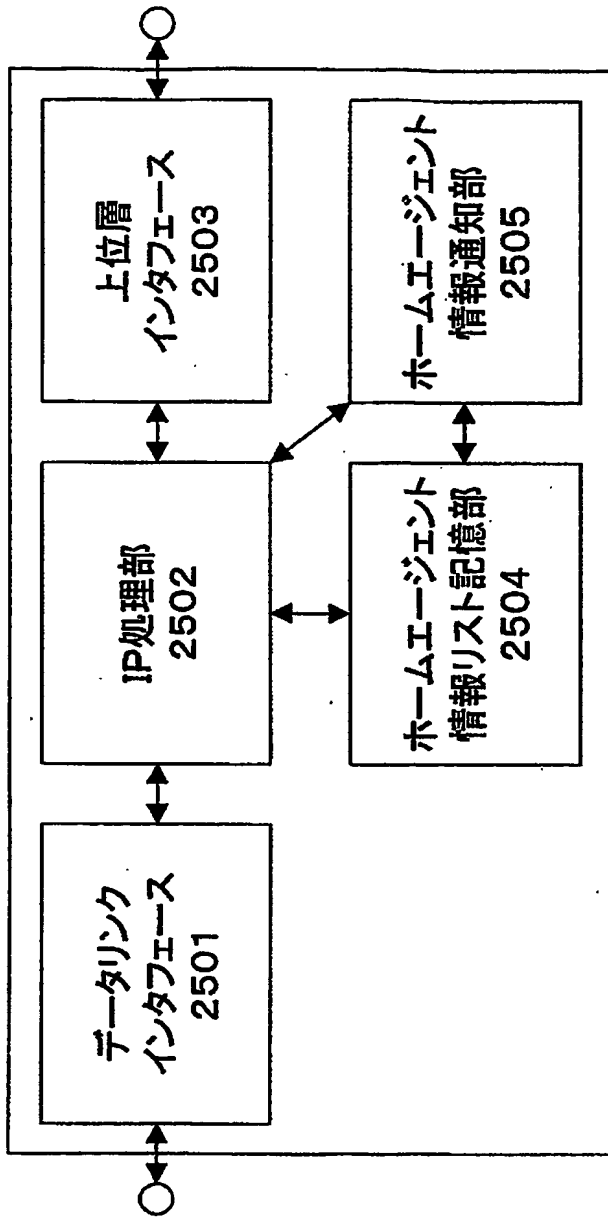 データリンク
インタフェース
2501
IP処理部
2502
上位層
インタフェース
2503
ホームエージェント
情報リスト記憶部
2504
ホームエージェント
情報通知部
2505